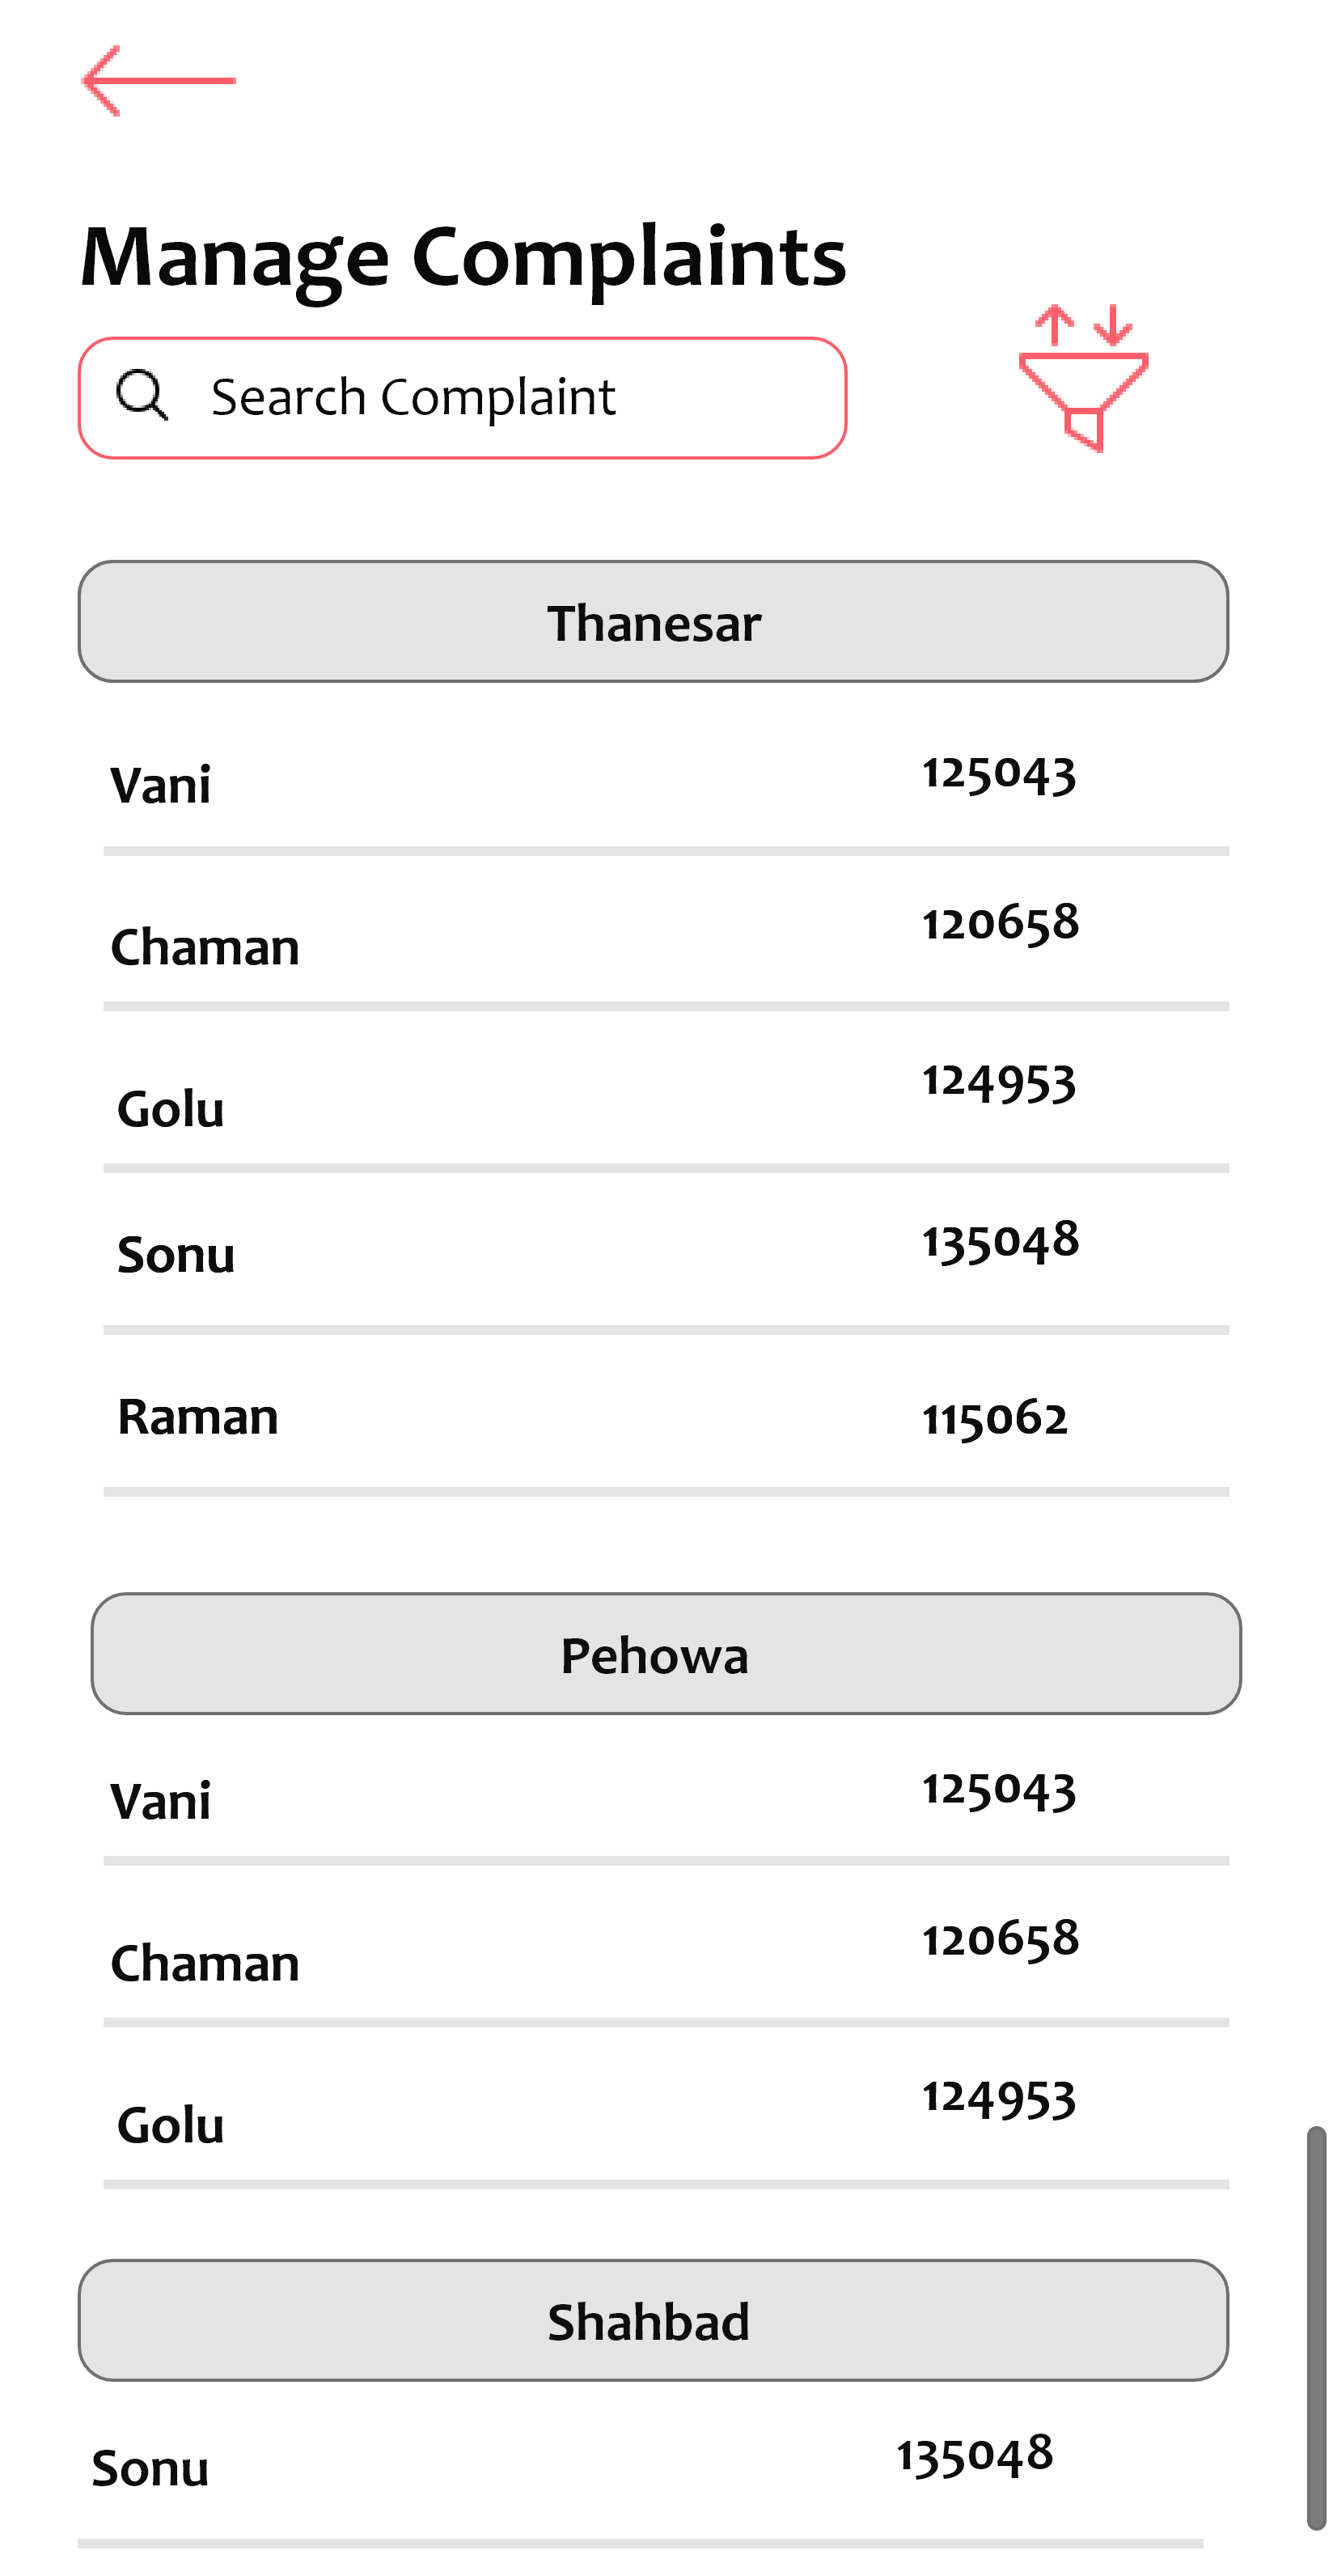 Manage Complaints
Search Complaint
Thanesar
Vani 125043
Chaman 120658
Golu 124953
Sonu 135048
Raman 115062
Pehowa
Vani 125043
Chaman 120658
Golu 124953
Shahbad
Sonu 135048